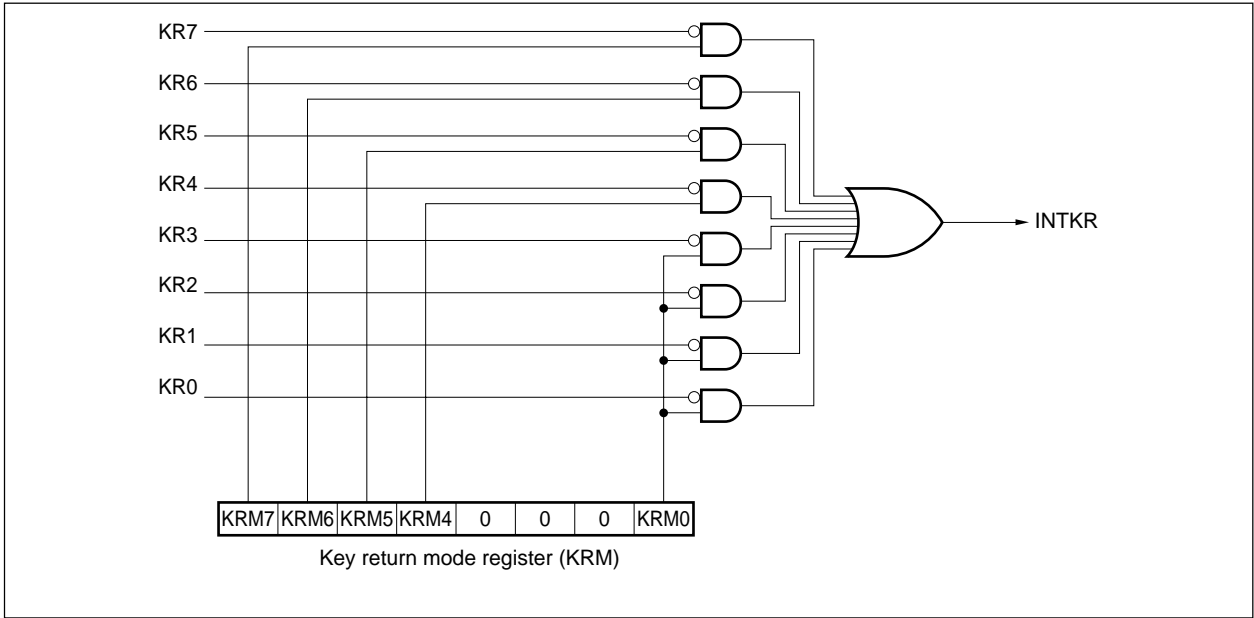 KR7
KR6
KR5
KR4
KR3
KR2
KR1
KR0
INTKR
KRM7 KRM6 KRM5 KRM4 0 0 0 KRM0
Key return mode register (KRM)